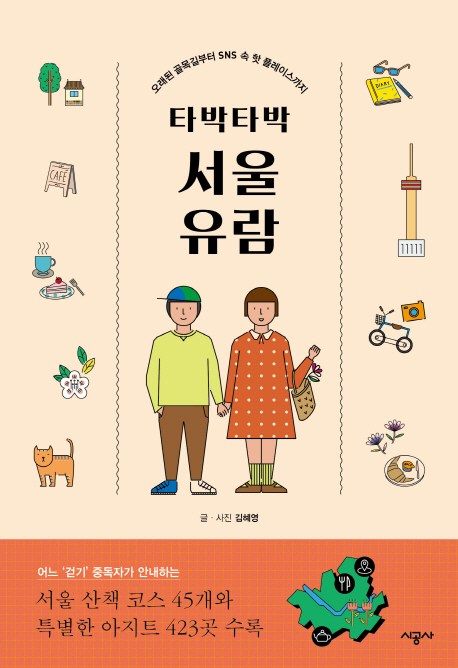 오래된 골목길부터 SNS 속 핫 플레이스까지
타박타박
서울
유람
DIARY
CAFÉ
글 · 사진 김혜영
어느 '걷기' 중독자가 안내하는
서울 산책 코스 45개와
특별한 아지트 423곳 수록
시공사